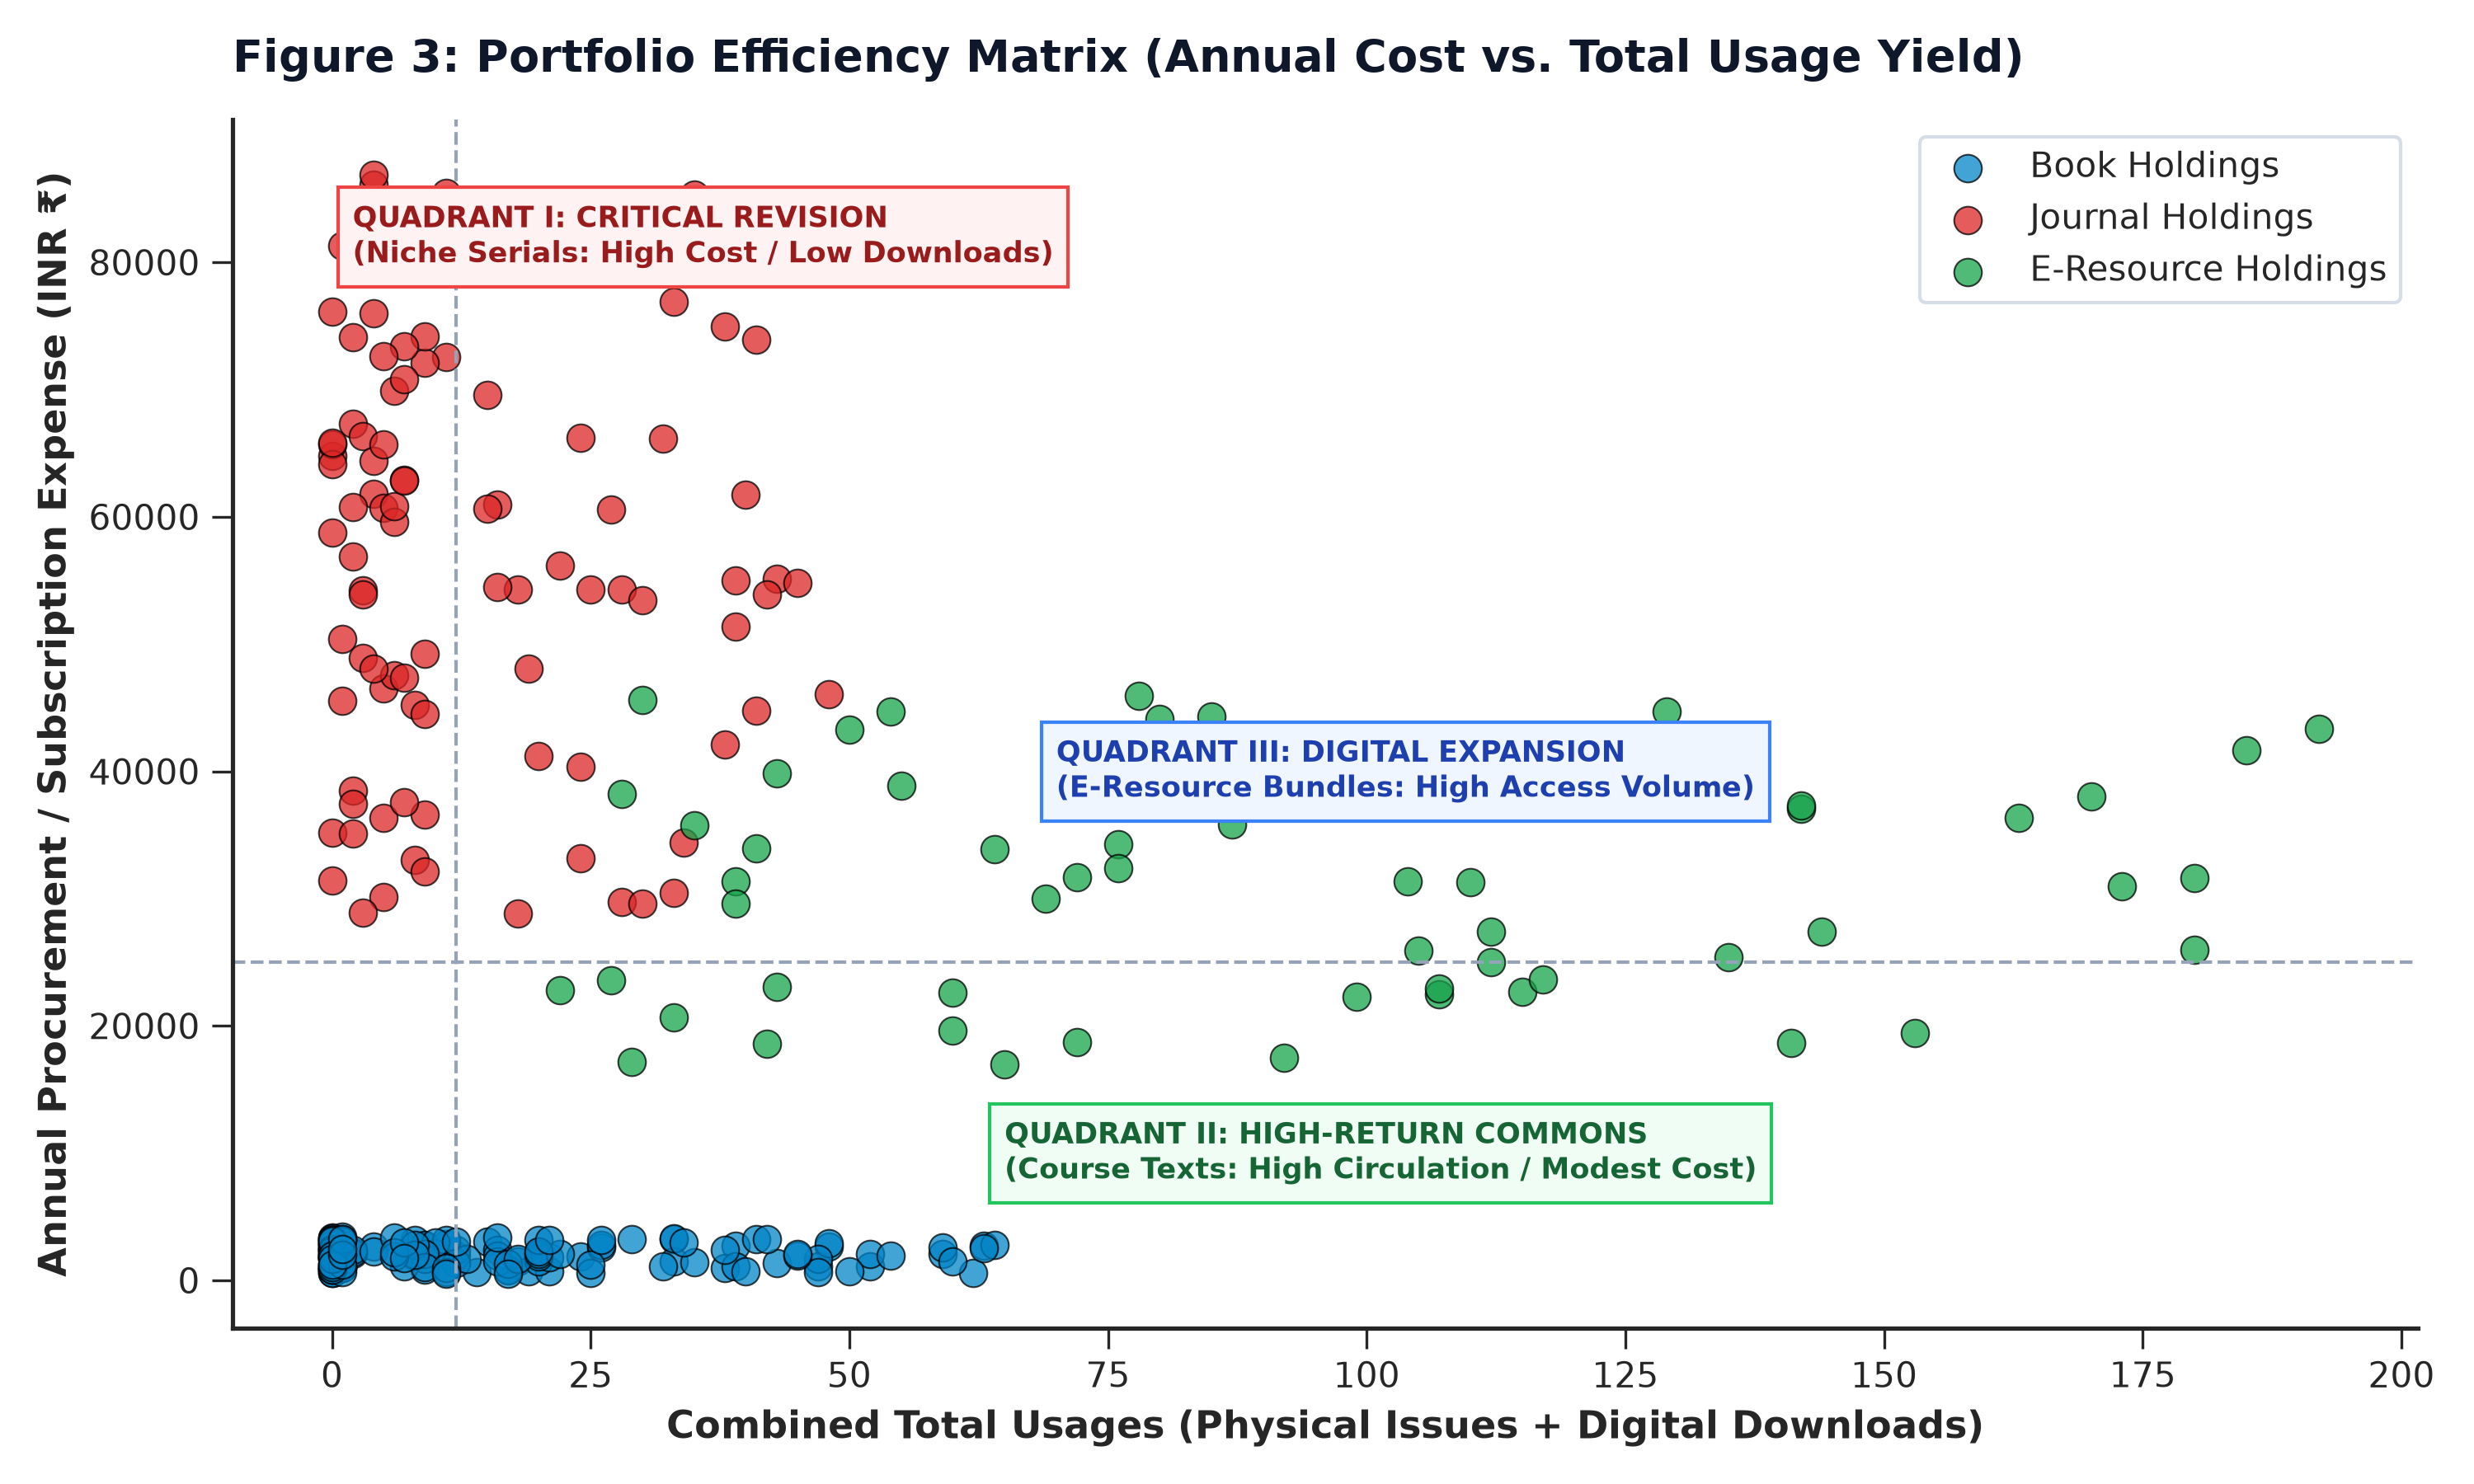 Figure 3: Portfolio Efficiency Matrix (Annual Cost vs. Total Usage Yield)
Annual Procurement / Subscription Expense (INR ₹)
80000
60000
40000
20000
0
Book Holdings
Journal Holdings
E-Resource Holdings
QUADRANT I: CRITICAL REVISION
(Niche Serials: High Cost / Low Downloads)
QUADRANT III: DIGITAL EXPANSION
(E-Resource Bundles: High Access Volume)
QUADRANT II: HIGH-RETURN COMMONS
(Course Texts: High Circulation / Modest Cost)
0 25 50 75 100 125 150 175 200
Combined Total Usages (Physical Issues + Digital Downloads)